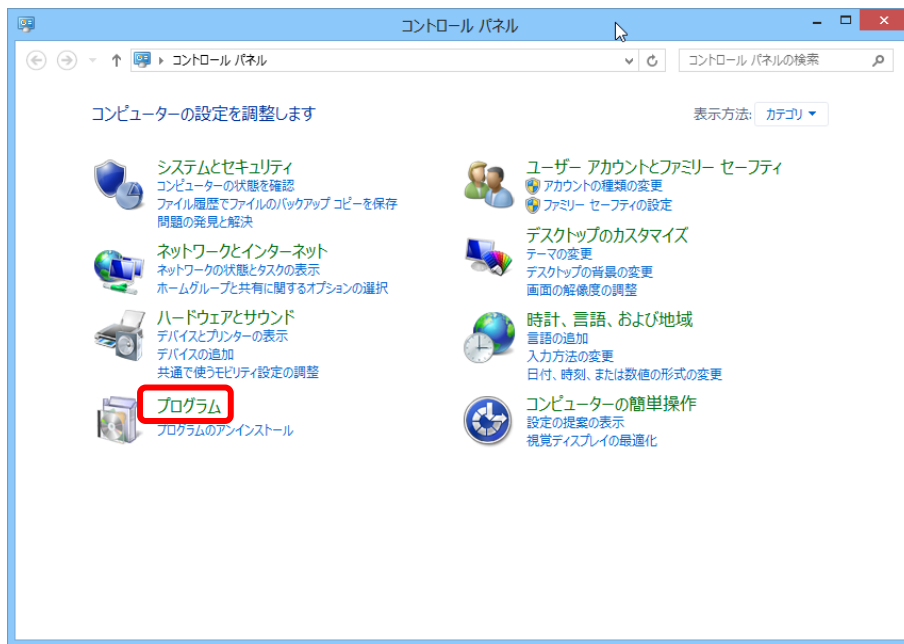 コントロール パネル
コントロール パネル
コントロール パネルの検索
コンピューターの設定を調整します
表示方法: カテゴリ
システムとセキュリティ
コンピューターの状態を確認
ファイル履歴でファイルのバックアップ コピーを保存
問題の発見と解決
ネットワークとインターネット
ネットワークの状態とタスクの表示
ホームグループと共有に関するオプションの選択
ハードウェアとサウンド
デバイスとプリンターの表示
デバイスの追加
共通で使うモビリティ設定の調整
プログラム
プログラムのアンインストール
ユーザー アカウントとファミリー セーフティ
アカウントの種類の変更
ファミリー セーフティの設定
デスクトップのカスタマイズ
テーマの変更
デスクトップの背景の変更
画面の解像度の調整
時計、言語、および地域
言語の追加
入力方法の変更
日付、時刻、または数値の形式の変更
コンピューターの簡単操作
設定の提案の表示
視覚ディスプレイの最適化